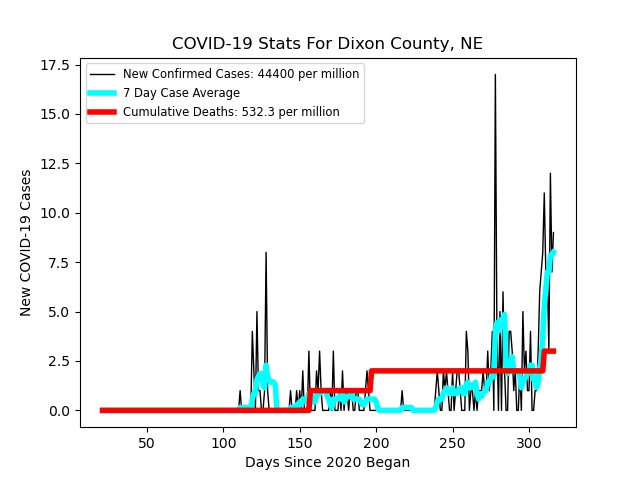 COVID-19 Stats For Dixon County, NE
New Confirmed Cases: 44400 per million
7 Day Case Average
Cumulative Deaths: 532.3 per million
New COVID-19 Cases
17.5
15.0
12.5
10.0
7.5
5.0
2.5
0.0
50 100 150 200 250 300
Days Since 2020 Began